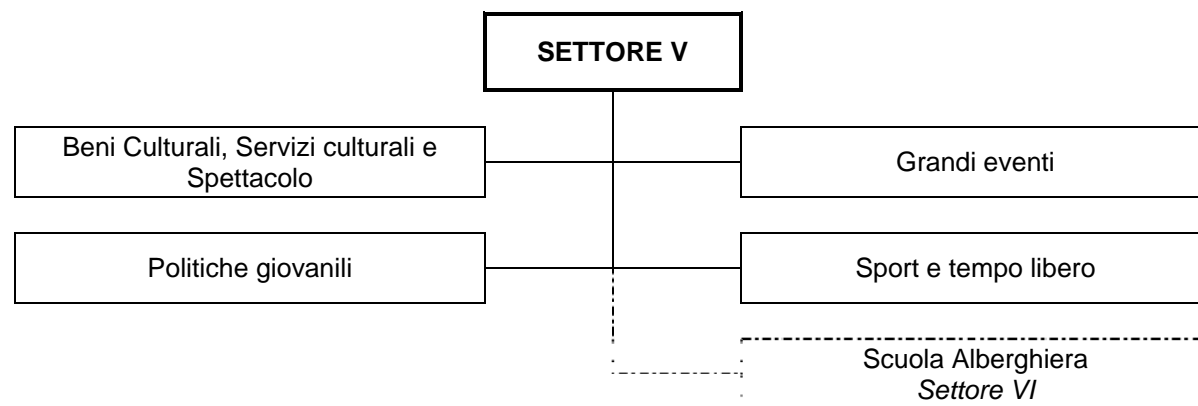 SETTORE V
Beni Culturali, Servizi culturali e
Spettacolo
Grandi eventi
Politiche giovanili
Sport e tempo libero
Scuola Alberghiera
Settore VI